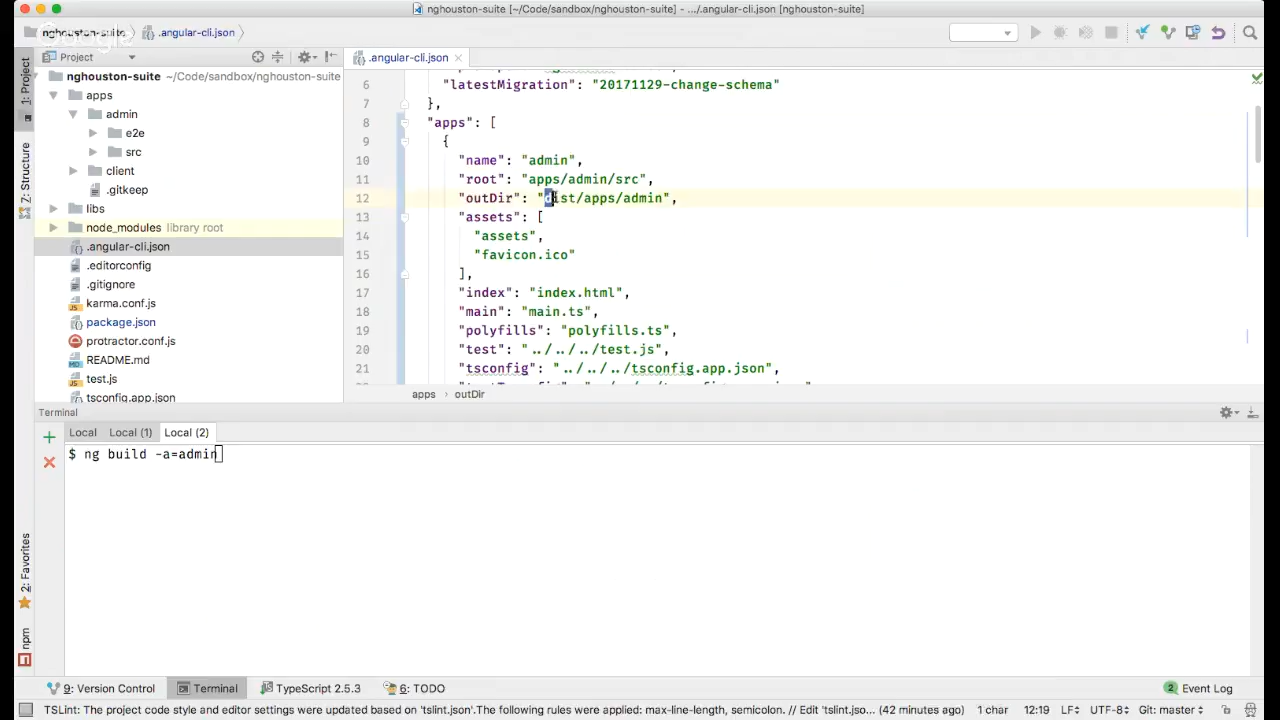 nghouston-suite [~/Code/sandbox/nghouston-suite] - .../.angular-cli.json [nghouston-suite]
nghouston-suite .angular-cli.json
Google
Project
.angular-cli.json
1: Project
Z: Structure
2: Favorites
npm
nghouston-suite ~/Code/sandbox/nghouston-suite
apps
admin
e2e
src
client
.gitkeep
libs
node_modules library root
.angular-cli.json
.editorconfig
.gitignore
karma.conf.js
package.json
protractor.conf.js
README.md
test.js
tsconfig.app.json
6 "latestMigration": "20171129-change-schema"
7 },
8 "apps": [
9 {
10 "name": "admin",
11 "root": "apps/admin/src",
12 "outDir": "dist/apps/admin",
13 "assets": [
14 "assets",
15 "favicon.ico"
16 ],
17 "index": "index.html",
18 "main": "main.ts",
19 "polyfills": "polyfills.ts",
20 "test": "../../../test.js",
21 "tsconfig": "../../../tsconfig.app.json",
apps › outDir
Terminal
Local Local (1) Local (2)
$ ng build -a=admin
9: Version Control Terminal TypeScript 2.5.3 6: TODO 2 Event Log
TSLint: The project code style and editor settings were updated based on 'tslint.json'.The following rules were applied: max-line-length, semicolon. // Edit 'tslint.jso... (42 minutes ago) 1 char 12:19 LF UTF-8 Git: master